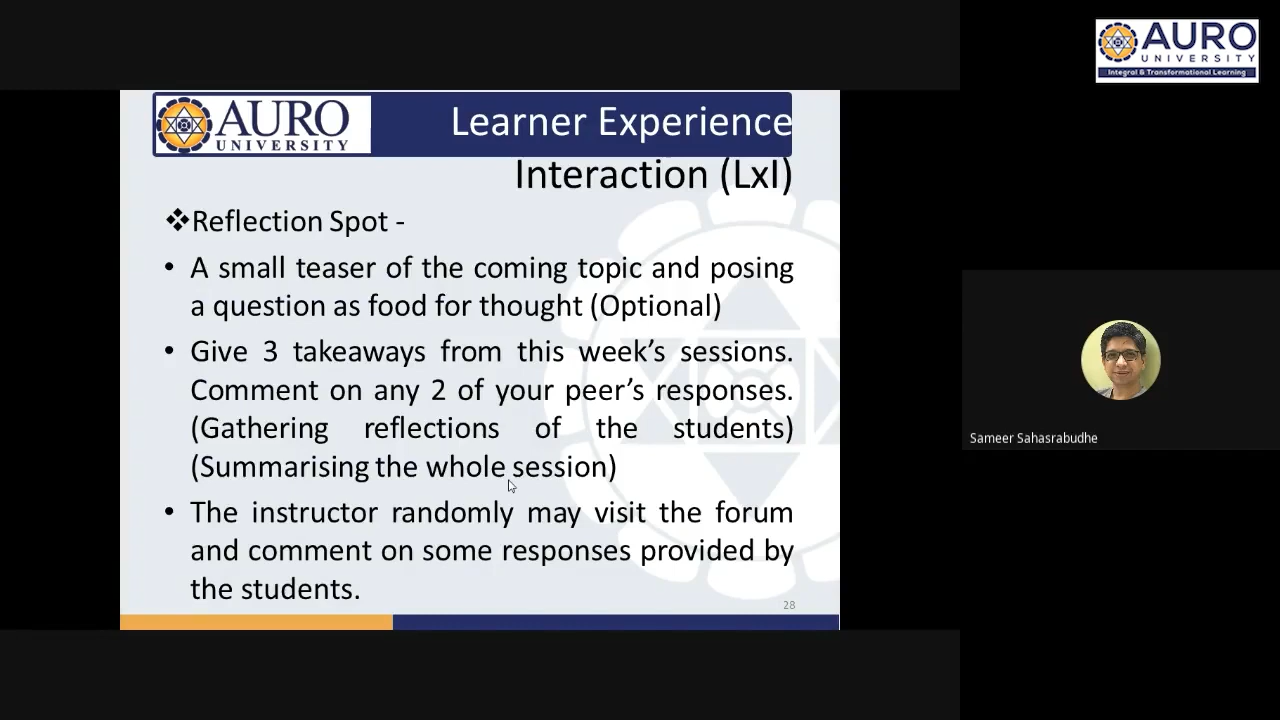 AURO
UNIVERSITY
Integral & Transformational Learning
AURO
UNIVERSITY
Learner Experience
Interaction (LxI)
❖Reflection Spot -
• A small teaser of the coming topic and posing
a question as food for thought (Optional)
• Give 3 takeaways from this week’s sessions.
Comment on any 2 of your peer’s responses.
(Gathering reflections of the students)
(Summarising the whole session)
• The instructor randomly may visit the forum
and comment on some responses provided by
the students.
28
Sameer Sahasrabudhe